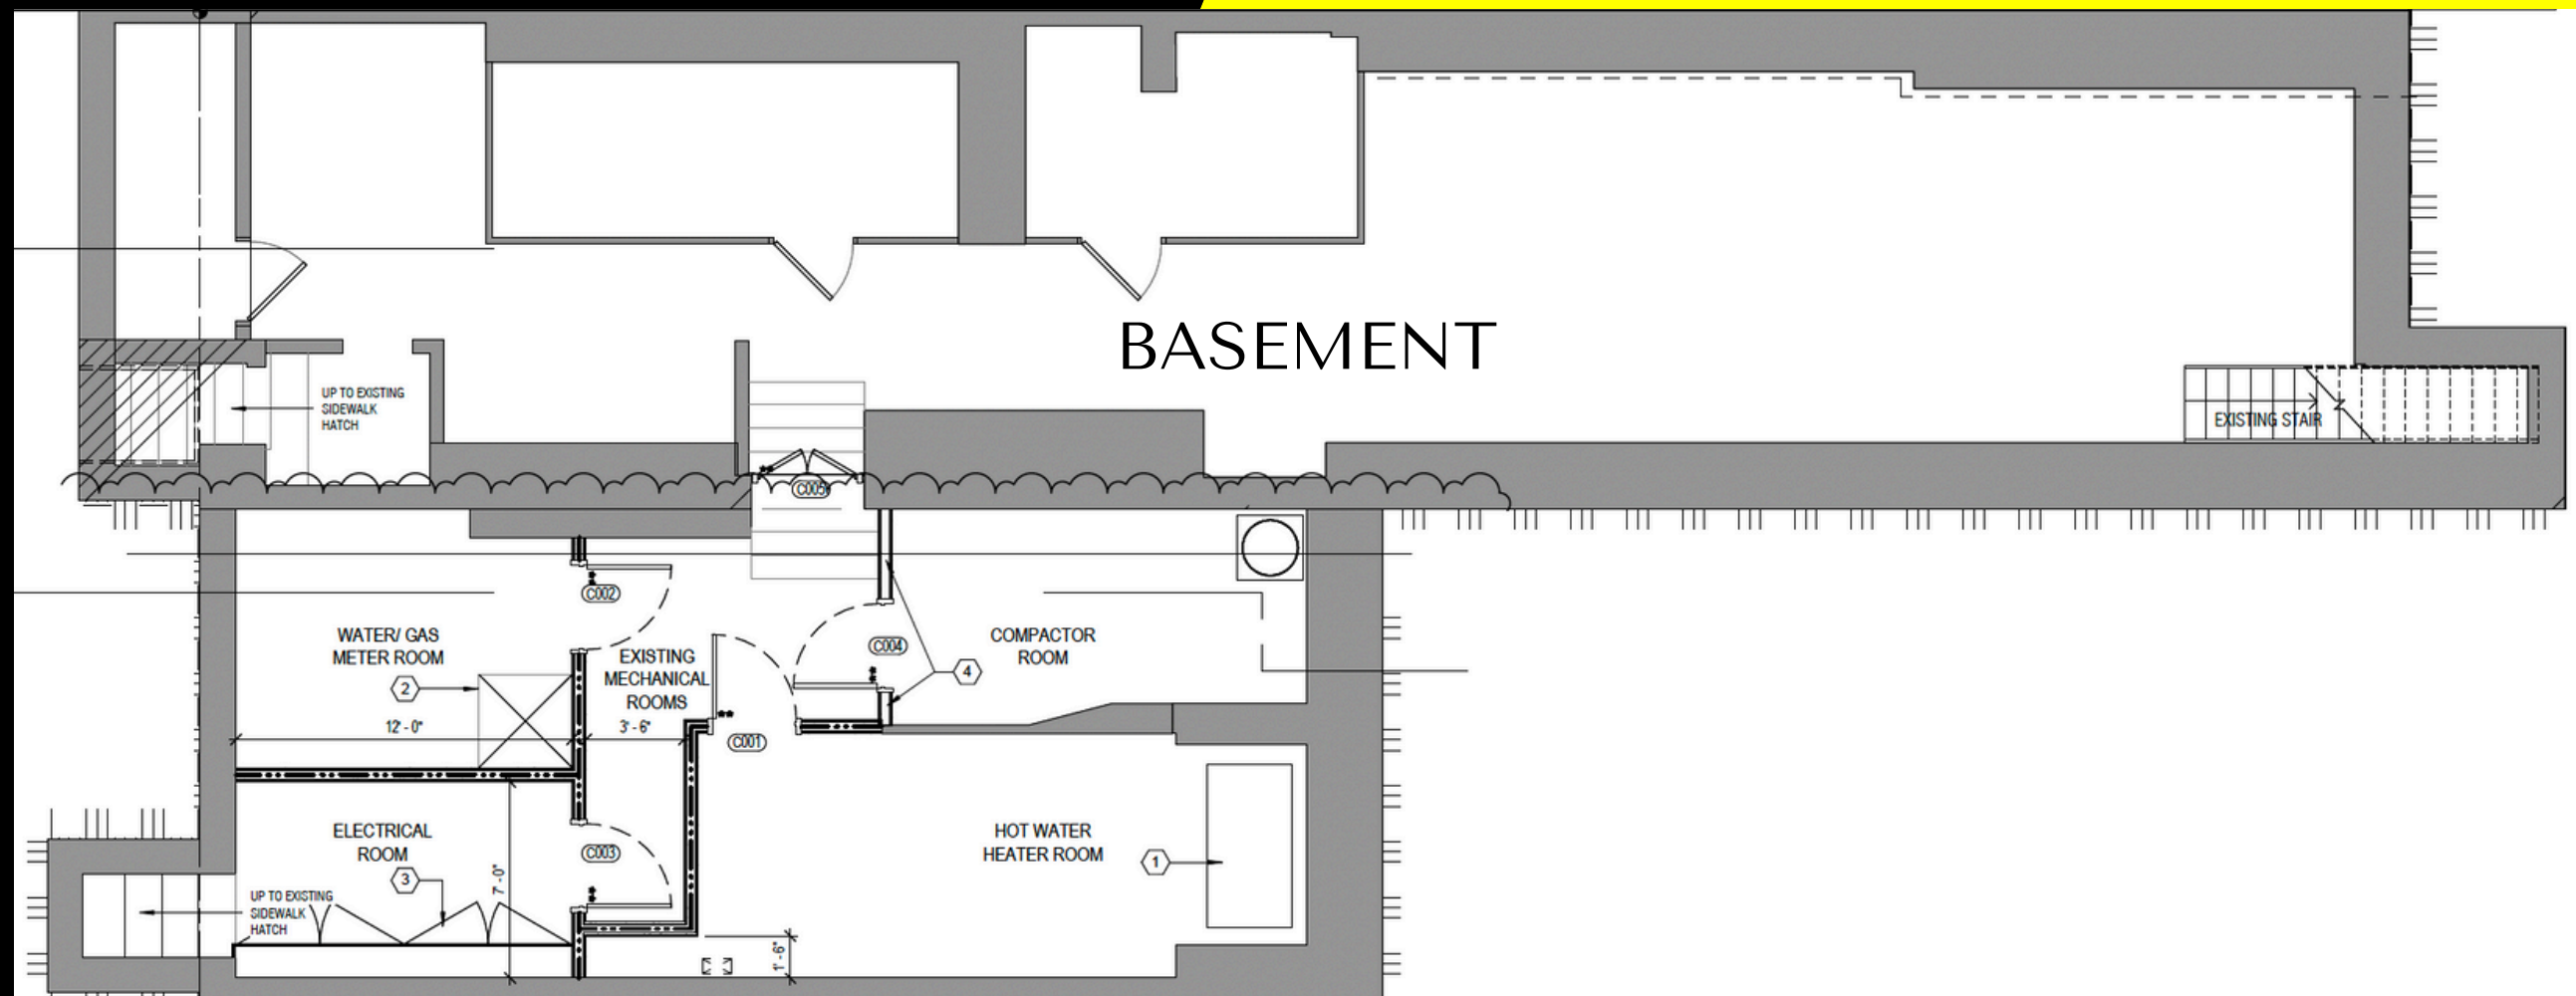 BASEMENT
UP TO EXISTING
SIDEWALK
HATCH
EXISTING STAIR
C005
C002
WATER/ GAS
METER ROOM
2
12' - 0"
EXISTING
MECHANICAL
ROOMS
3' - 6"
C004
4
COMPACTOR
ROOM
C001
ELECTRICAL
ROOM
3
7' - 0"
C003
UP TO EXISTING
SIDEWALK
HATCH
HOT WATER
HEATER ROOM
1
1' - 6"